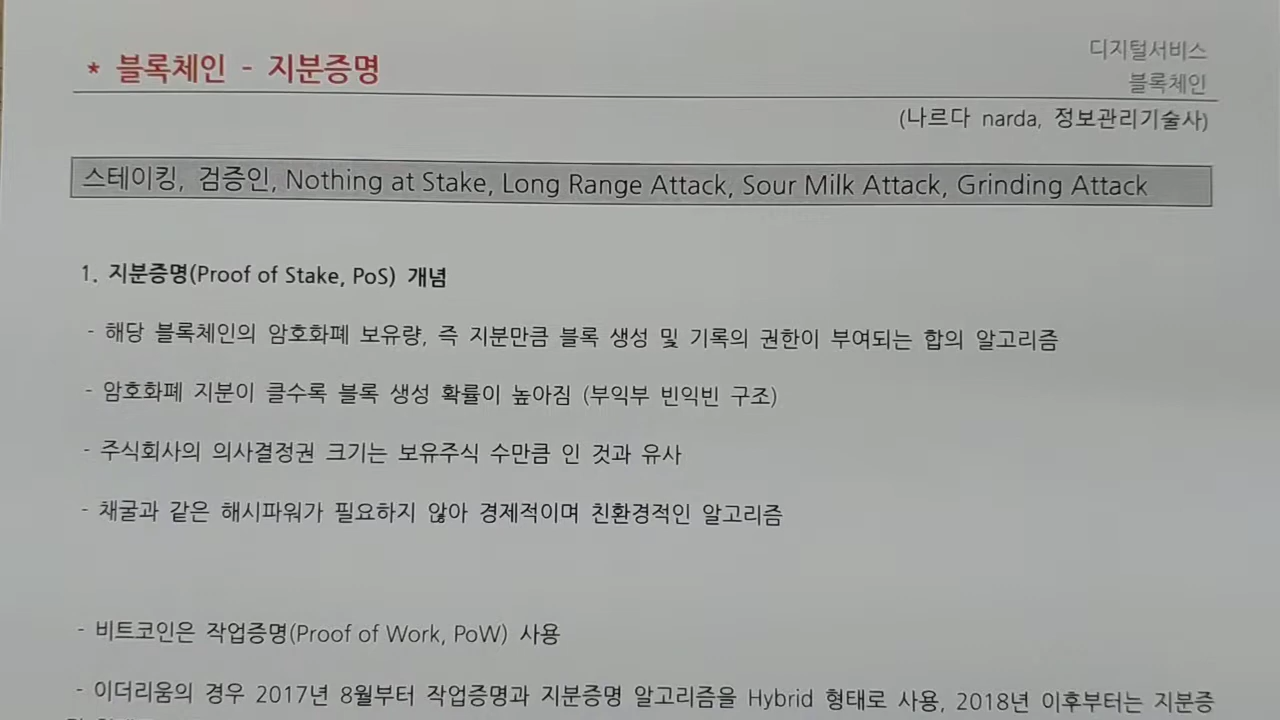 * 블록체인 - 지분증명
디지털서비스
블록체인
(나르다 narda, 정보관리기술사)
스테이킹, 검증인, Nothing at Stake, Long Range Attack, Sour Milk Attack, Grinding Attack
1. 지분증명(Proof of Stake, PoS) 개념
- 해당 블록체인의 암호화폐 보유량, 즉 지분만큼 블록 생성 및 기록의 권한이 부여되는 합의 알고리즘
- 암호화폐 지분이 클수록 블록 생성 확률이 높아짐 (부익부 빈익빈 구조)
- 주식회사의 의사결정권 크기는 보유주식 수만큼 인 것과 유사
- 채굴과 같은 해시파워가 필요하지 않아 경제적이며 친환경적인 알고리즘
- 비트코인은 작업증명(Proof of Work, PoW) 사용
- 이더리움의 경우 2017년 8월부터 작업증명과 지분증명 알고리즘을 Hybrid 형태로 사용, 2018년 이후부터는 지분증